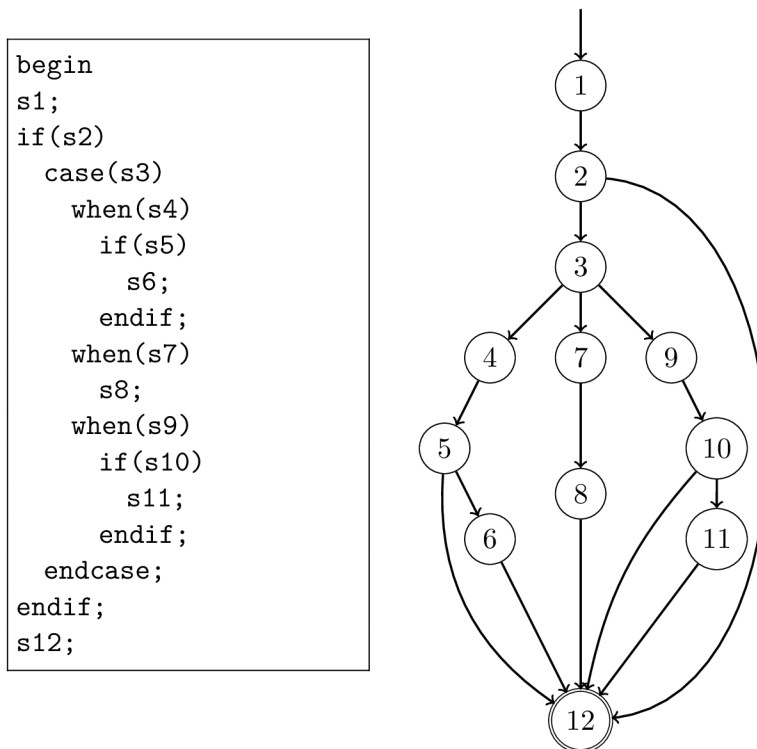 begin
s1;
if(s2)
case(s3)
when(s4)
if(s5)
s6;
endif;
when(s7)
s8;
when(s9)
if(s10)
s11;
endif;
endcase;
endif;
s12;
1
2
3
4 7 9
5 10
8
6 11
12